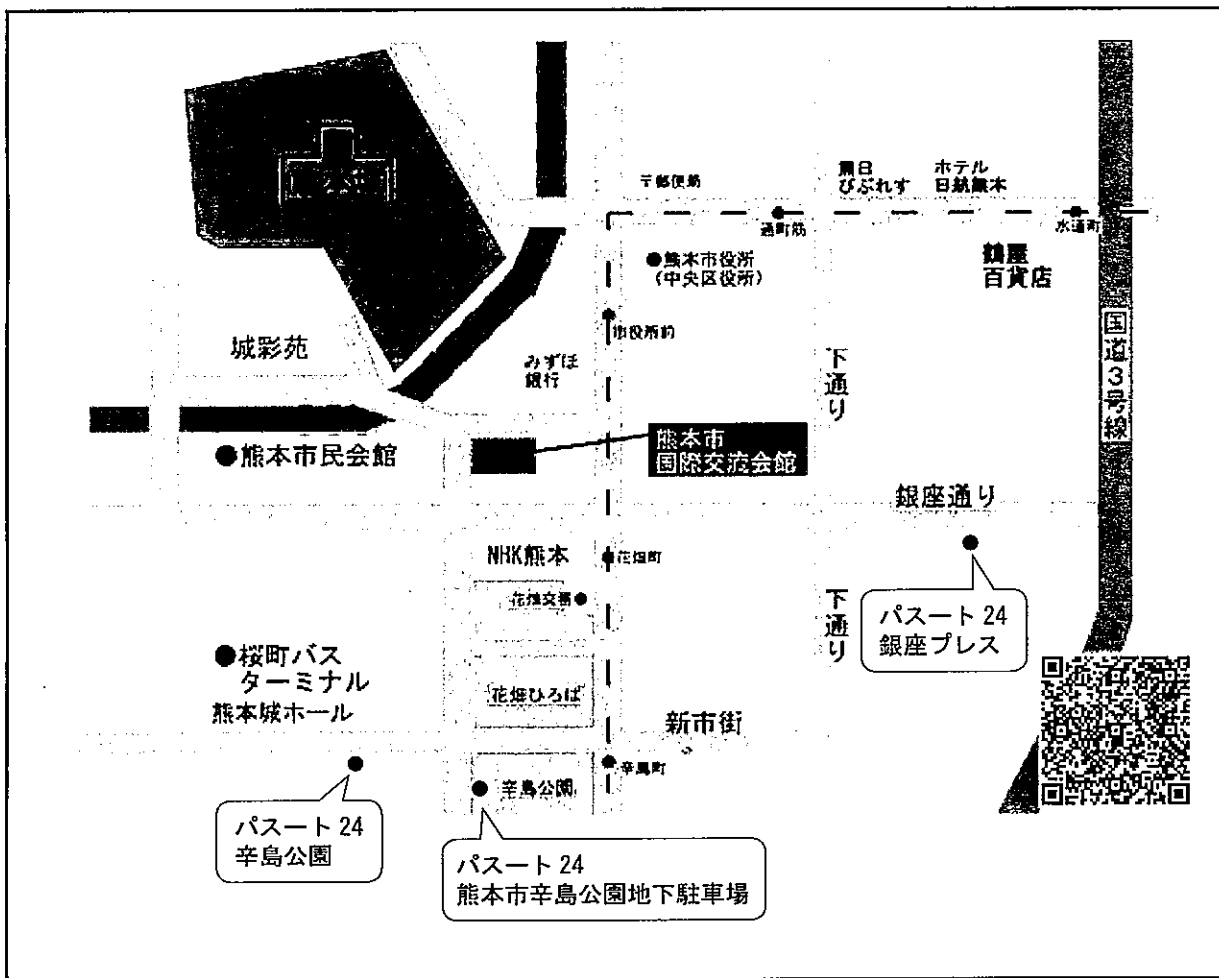 〒郵便局
びぷれす
ホテル
日航熊本
通町筋
水道町
●熊本市役所
(中央区役所)
鶴屋
百貨店
市役所前
国道3号線
城彩苑
みずほ
銀行
下通り
●熊本市民会館
熊本市
国際交流会館
銀座通り
NHK熊本
花畑町
花畑交番●
下通り
パスート24
銀座プレス
●桜町バス
ターミナル
熊本城ホール
花畑ひろば
新市街
辛島町
辛島公園
パスート24
辛島公園
パスート24
熊本市辛島公園地下駐車場